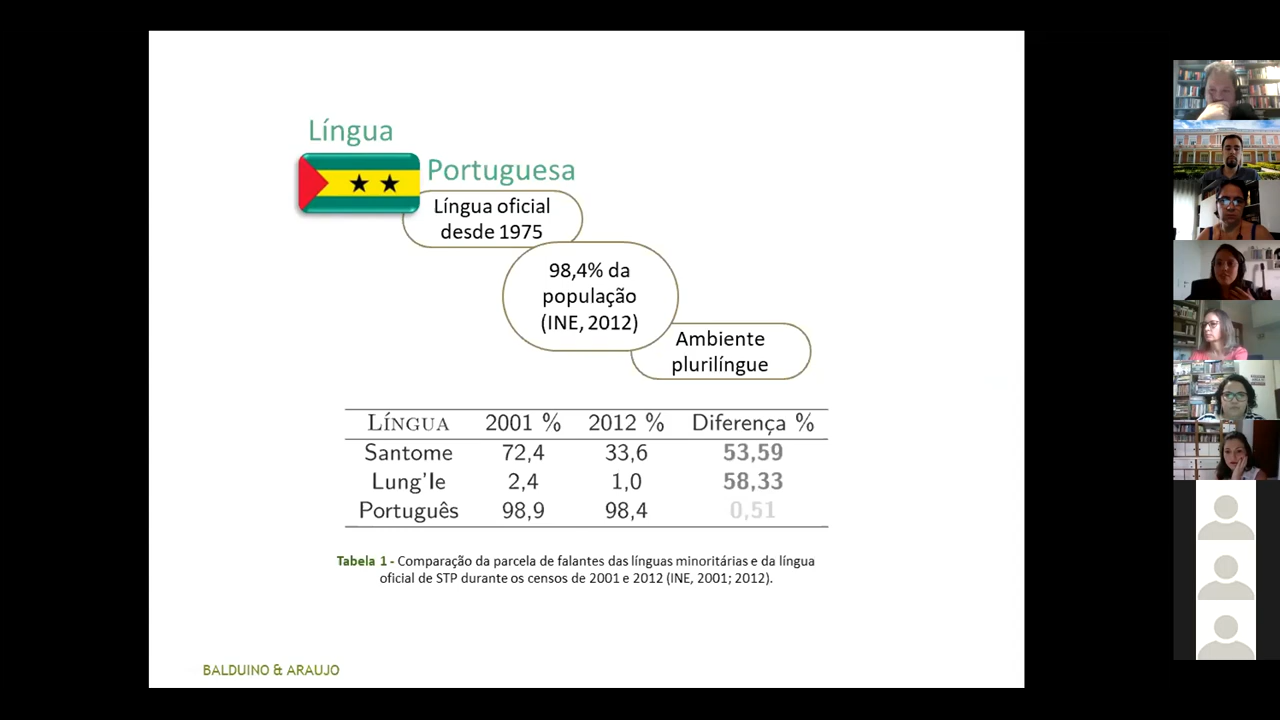 Língua
Portuguesa
Língua oficial
desde 1975
98,4% da
população
(INE, 2012)
Ambiente
plurilíngue
LÍNGUA 2001 % 2012 % Diferença %
Santome 72,4 33,6 53,59
Lung'Ie 2,4 1,0 58,33
Português 98,9 98,4 0,51
Tabela 1 - Comparação da parcela de falantes das línguas minoritárias e da língua
oficial de STP durante os censos de 2001 e 2012 (INE, 2001; 2012).
BALDUINO & ARAUJO